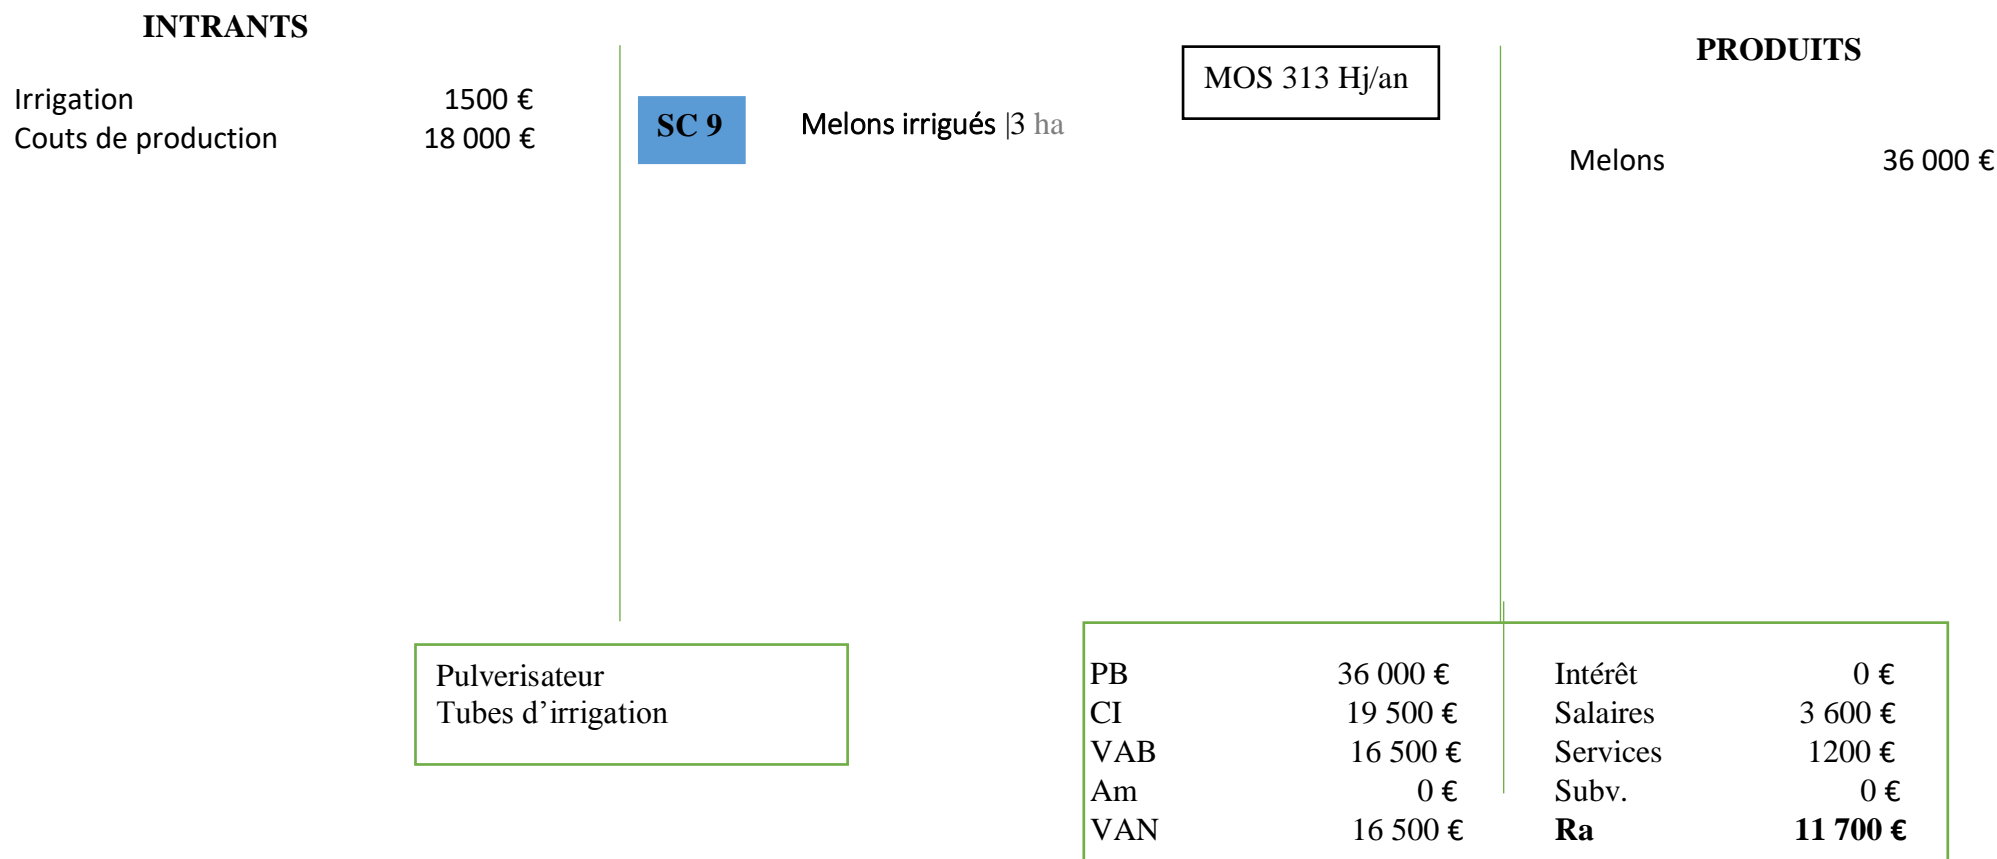 INTRANTS
Irrigation 1500 €
Couts de production 18 000 €
SC 9
Melons irrigués |3 ha
MOS 313 Hj/an
PRODUITS
Melons 36 000 €
Pulverisateur
Tubes d’irrigation
PB 36 000 € Intérêt 0 €
CI 19 500 € Salaires 3 600 €
VAB 16 500 € Services 1200 €
Am 0 € Subv. 0 €
VAN 16 500 € Ra 11 700 €